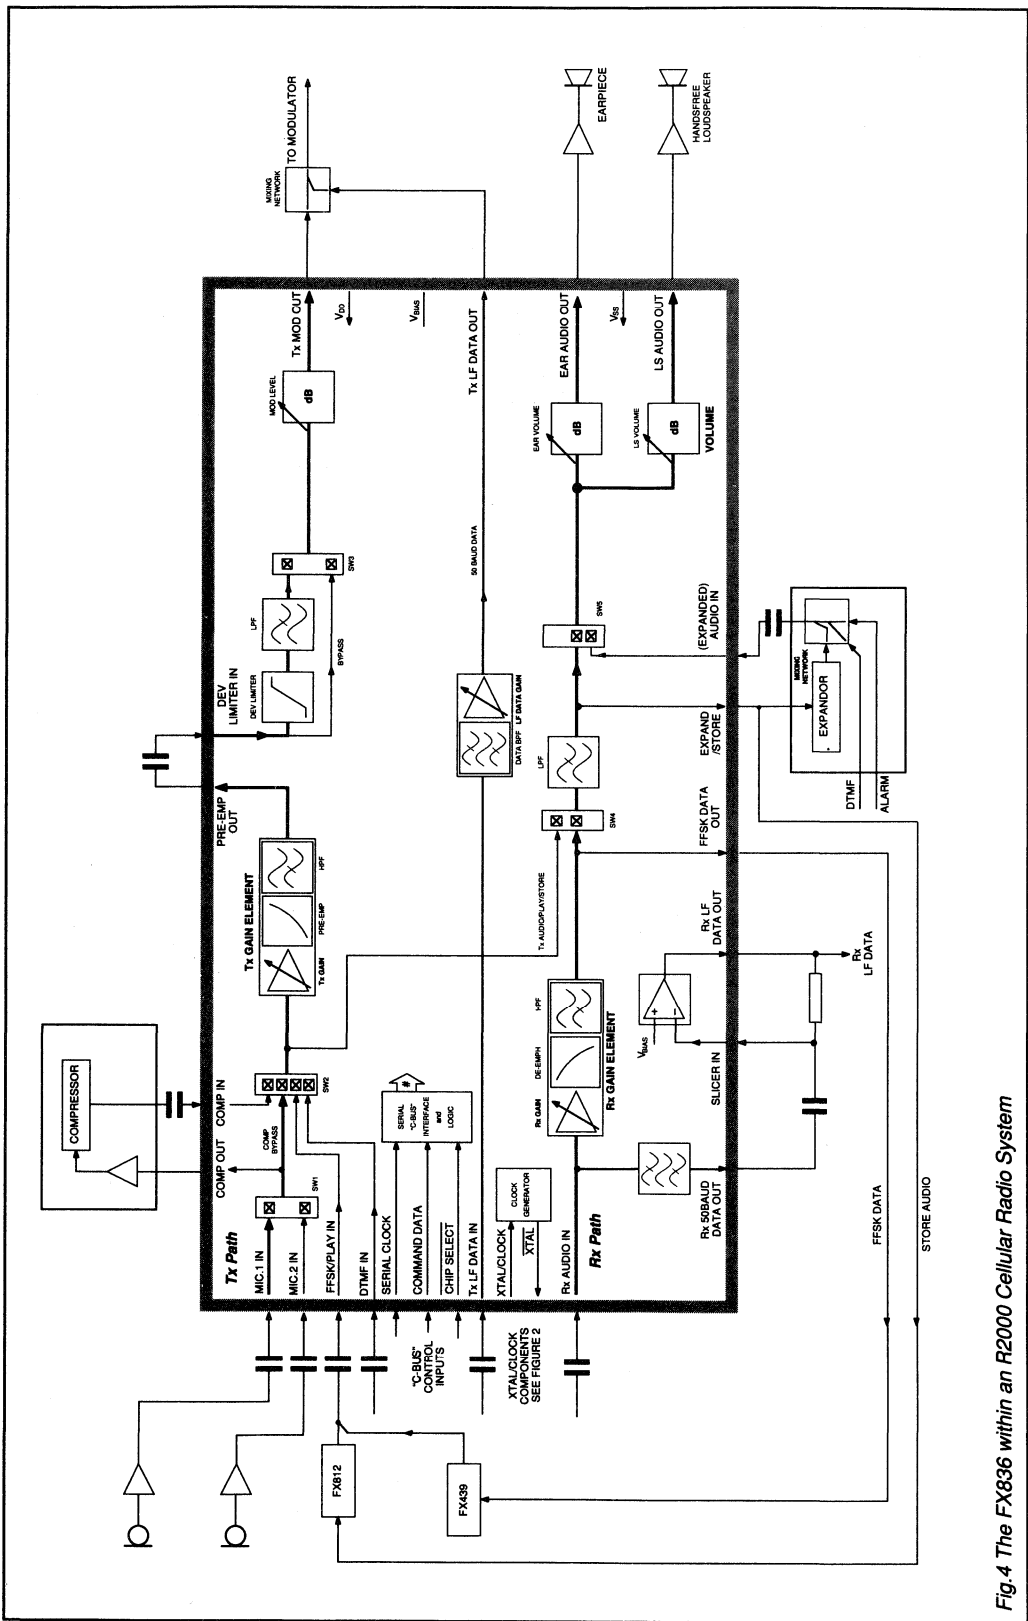 COMPRESSOR
COMP OUT
COMP IN
PRE-EMP
OUT
DEV
LIMITER IN
Tx Path
MIC.1 IN
MIC.2 IN
FFSK/PLAY IN
DTMF IN
SERIAL CLOCK
COMMAND DATA
CHIP SELECT
Tx LF DATA IN
XTAL/CLOCK
XTAL
Rx AUDIO IN
Rx Path
SW1
COMP
BYPASS
SW2
Tx GAIN ELEMENT
Tx GAIN
PRE-EMP
HPF
DEV LIMITER
LPF
BYPASS
SW3
MOD LEVEL
dB
Tx MOD OUT
MIXING
NETWORK
TO MODULATOR
VDD
VBIAS
SERIAL
"C-BUS"
INTERFACE
and
LOGIC
#
CLOCK
GENERATOR
DATA BPF
LF DATA GAIN
50 BAUD DATA
Tx LF DATA OUT
Tx AUDIO/PLAY/STORE
Rx GAIN
DE-EMPH
HPF
Rx GAIN ELEMENT
SW4
LPF
SW5
EAR VOLUME
dB
EAR AUDIO OUT
EARPIECE
VSS
LS VOLUME
dB
VOLUME
LS AUDIO OUT
HANDSFREE
LOUDSPEAKER
VBIAS
+
−
Rx 50BAUD
DATA OUT
SLICER IN
Rx LF
DATA OUT
FFSK DATA
OUT
EXPAND
/STORE
(EXPANDED)
AUDIO IN
Rx
LF DATA
DTMF
ALARM
EXPANDOR
MIXING
NETWORK
"C-BUS"
CONTROL
INPUTS
XTAL/CLOCK
COMPONENTS
SEE FIGURE 2
FX812
FX439
FFSK DATA
STORE AUDIO
Fig.4 The FX836 within an R2000 Cellular Radio System